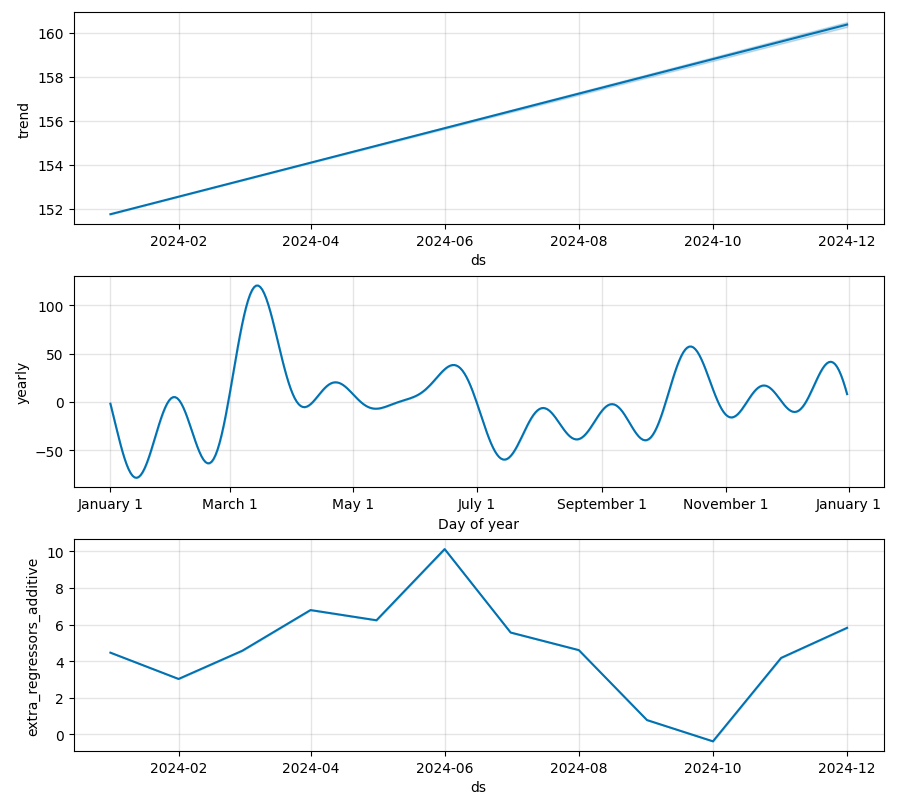 160
158
156
154
152
trend
2024-02 2024-04 2024-06 2024-08 2024-10 2024-12
ds
100
50
0
−50
yearly
January 1 March 1 May 1 July 1 September 1 November 1 January 1
Day of year
10
8
6
4
2
0
extra_regressors_additive
2024-02 2024-04 2024-06 2024-08 2024-10 2024-12
ds